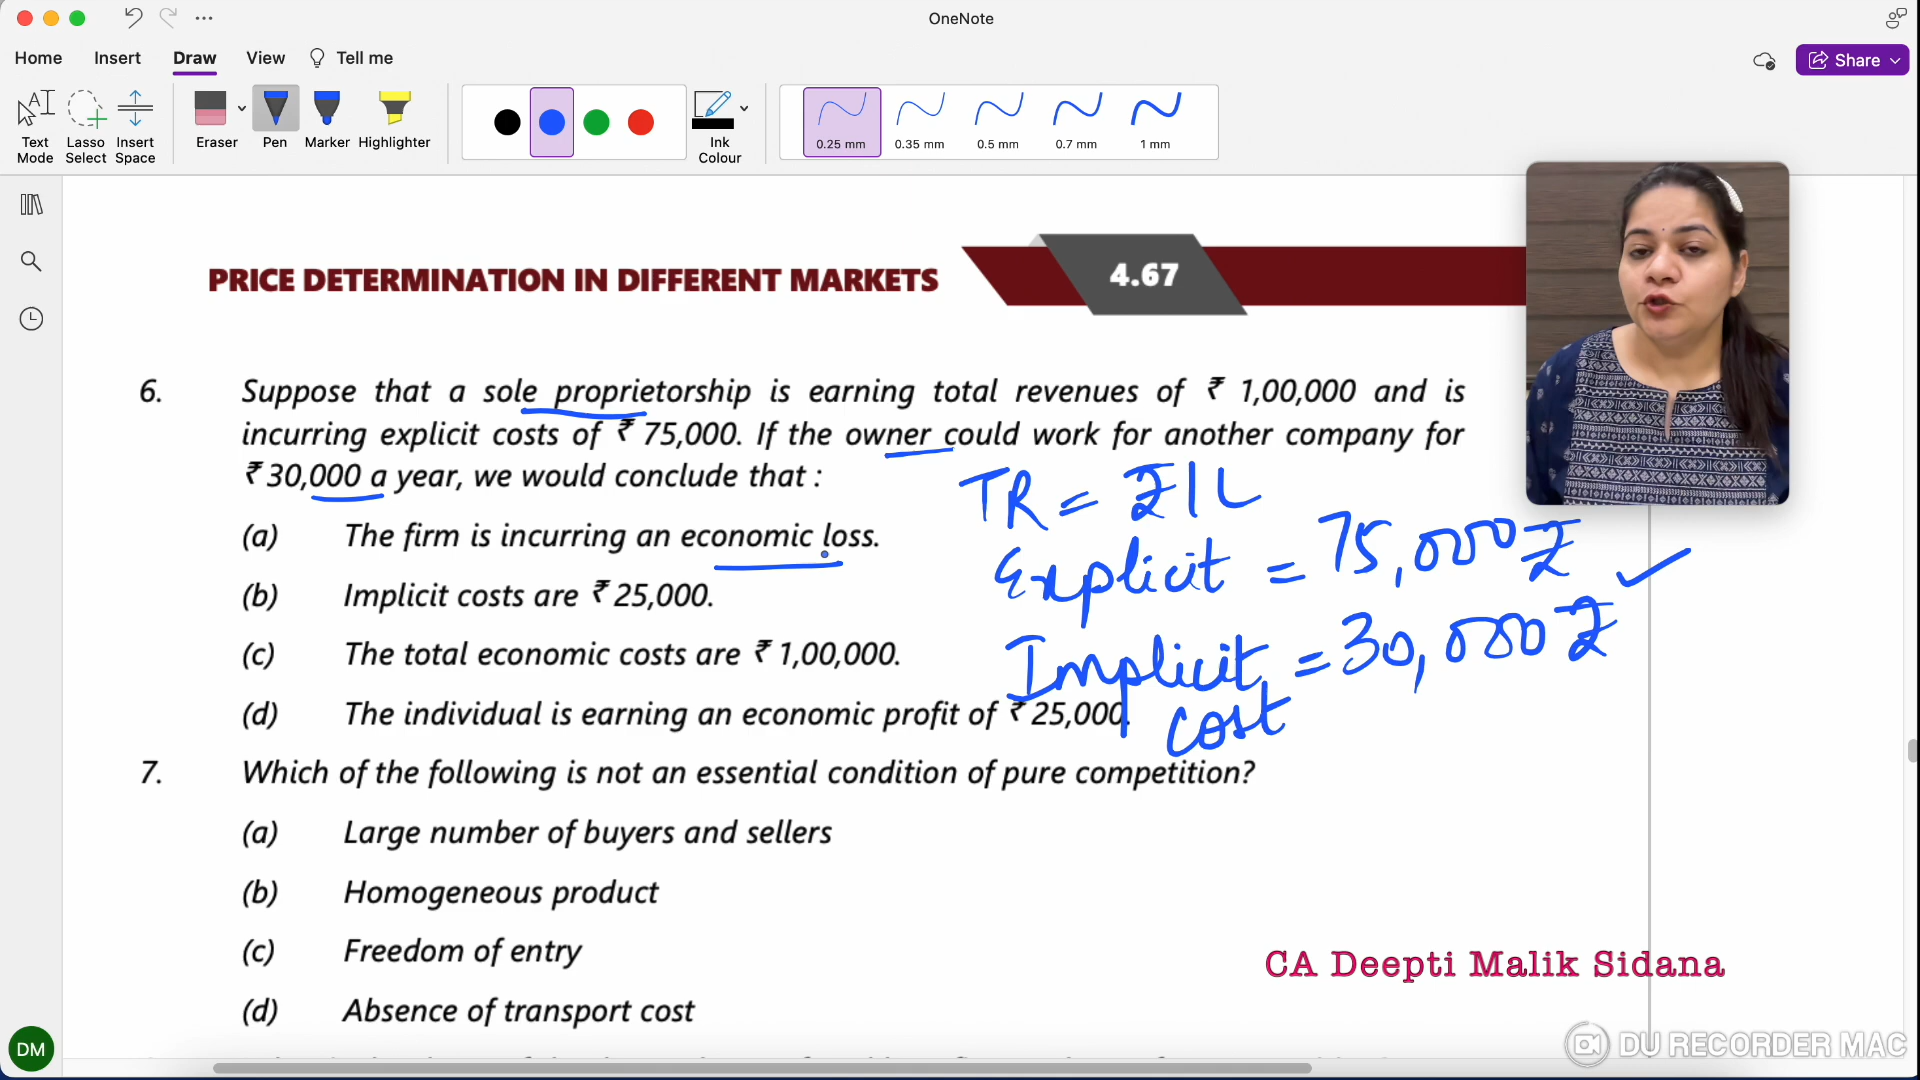 OneNote
Home Insert Draw View Tell me
Share
Text Mode
Lasso Select
Insert Space
Eraser
Pen
Marker
Highlighter
Ink Colour
0.25 mm 0.35 mm 0.5 mm 0.7 mm 1 mm
PRICE DETERMINATION IN DIFFERENT MARKETS 4.67
6. Suppose that a sole proprietorship is earning total revenues of ₹ 1,00,000 and is
incurring explicit costs of ₹ 75,000. If the owner could work for another company for
₹ 30,000 a year, we would conclude that :
TR = ₹1L
(a) The firm is incurring an economic loss.
Explicit = 75,000₹
(b) Implicit costs are ₹ 25,000.
(c) The total economic costs are ₹ 1,00,000.
Implicit cost = 30,000₹
(d) The individual is earning an economic profit of ₹ 25,000.
7. Which of the following is not an essential condition of pure competition?
(a) Large number of buyers and sellers
(b) Homogeneous product
(c) Freedom of entry
CA Deepti Malik Sidana
(d) Absence of transport cost
DM
DU RECORDER MAC